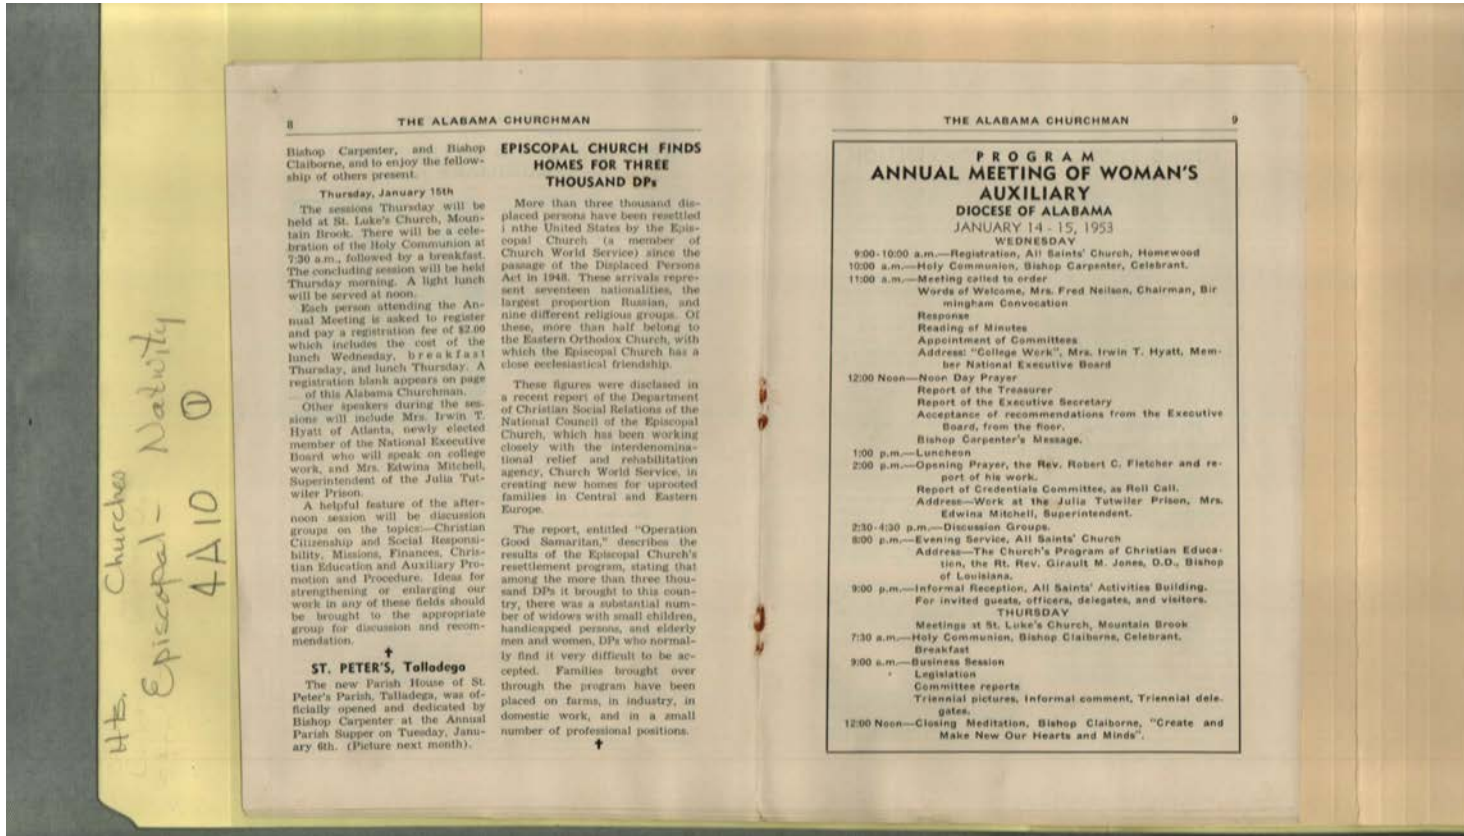 Hts. Churches
Episcopal - Nativity
4A10 ①
8
THE ALABAMA CHURCHMAN
Bishop Carpenter, and Bishop
Claiborne, and to enjoy the fellow-
ship of others present.
Thursday, January 15th
The sessions Thursday will be
held at St. Luke's Church, Moun-
tain Brook. There will be a cele-
bration of the Holy Communion at
7:30 a.m., followed by a breakfast.
The concluding session will be held
Thursday morning. A light lunch
will be served at noon.
Each person attending the An-
nual Meeting is asked to register
and pay a registration fee of $2.00
which includes the cost of the
lunch Wednesday, breakfast
Thursday, and lunch Thursday. A
registration blank appears on page
of this Alabama Churchman.
Other speakers during the ses-
sions will include Mrs. Irwin T.
Hyatt of Atlanta, newly elected
member of the National Executive
Board who will speak on college
work, and Mrs. Edwina Mitchell,
Superintendent of the Julia Tut-
wiler Prison.
A helpful feature of the after-
noon session will be discussion
groups on the topics:—Christian
Citizenship and Social Responsi-
bility, Missions, Finances, Chris-
tian Education and Auxiliary Pro-
motion and Procedure. Ideas for
strengthening or enlarging our
work in any of these fields should
be brought to the appropriate
group for discussion and recom-
mendation.
ST. PETER'S, Talladega
The new Parish House of St.
Peter's Parish, Talladega, was of-
ficially opened and dedicated by
Bishop Carpenter at the Annual
Parish Supper on Tuesday, Janu-
ary 6th. (Picture next month).
EPISCOPAL CHURCH FINDS
HOMES FOR THREE
THOUSAND DPs
More than three thousand dis-
placed persons have been resettled
i nthe United States by the Epis-
copal Church (a member of
Church World Service) since the
passage of the Displaced Persons
Act in 1948. These arrivals repre-
sent seventeen nationalities, the
largest proportion Russian, and
nine different religious groups. Of
these, more than half belong to
the Eastern Orthodox Church, with
which the Episcopal Church has a
close ecclesiastical friendship.
These figures were disclased in
a recent report of the Department
of Christian Social Relations of the
National Council of the Episcopal
Church, which has been working
closely with the interdenomina-
tional relief and rehabilitation
agency, Church World Service, in
creating new homes for uprooted
families in Central and Eastern
Europe.
The report, entitled "Operation
Good Samaritan," describes the
results of the Episcopal Church's
resettlement program, stating that
among the more than three thou-
sand DPs it brought to this coun-
try, there was a substantial num-
ber of widows with small children,
handicapped persons, and elderly
men and women, DPs who normal-
ly find it very difficult to be ac-
cepted. Families brought over
through the program have been
placed on farms, in industry, in
domestic work, and in a small
number of professional positions.
THE ALABAMA CHURCHMAN
9
PROGRAM
ANNUAL MEETING OF WOMAN'S
AUXILIARY
DIOCESE OF ALABAMA
JANUARY 14 - 15, 1953
WEDNESDAY
9:00-10:00 a.m.—Registration, All Saints' Church, Homewood
10:00 a.m.—Holy Communion, Bishop Carpenter, Celebrant.
11:00 a.m.—Meeting called to order
Words of Welcome, Mrs. Fred Neilson, Chairman, Bir
mingham Convocation
Response
Reading of Minutes
Appointment of Committees
Address: "College Work", Mrs. Irwin T. Hyatt, Mem-
ber National Executive Board
12:00 Noon—Noon Day Prayer
Report of the Treasurer
Report of the Executive Secretary
Acceptance of recommendations from the Executive
Board, from the floor.
Bishop Carpenter's Message.
1:00 p.m.—Luncheon
2:00 p.m.—Opening Prayer, the Rev. Robert C. Fletcher and re-
port of his work.
Report of Credentials Committee, as Roll Call.
Address—Work at the Julia Tutwiler Prison, Mrs.
Edwina Mitchell, Superintendent.
2:30-4:30 p.m.—Discussion Groups.
8:00 p.m.—Evening Service, All Saints' Church
Address—The Church's Program of Christian Educa-
tion, the Rt. Rev. Girault M. Jones, D.D., Bishop
of Louisiana.
9:00 p.m.—Informal Reception, All Saints' Activities Building.
For invited guests, officers, delegates, and visitors.
THURSDAY
Meetings at St. Luke's Church, Mountain Brook
7:30 a.m.—Holy Communion, Bishop Claiborne, Celebrant.
Breakfast
9:00 a.m.—Business Session
Legislation
Committee reports
Triennial pictures, Informal comment, Triennial dele-
gates.
12:00 Noon—Closing Meditation, Bishop Claiborne, "Create and
Make New Our Hearts and Minds".